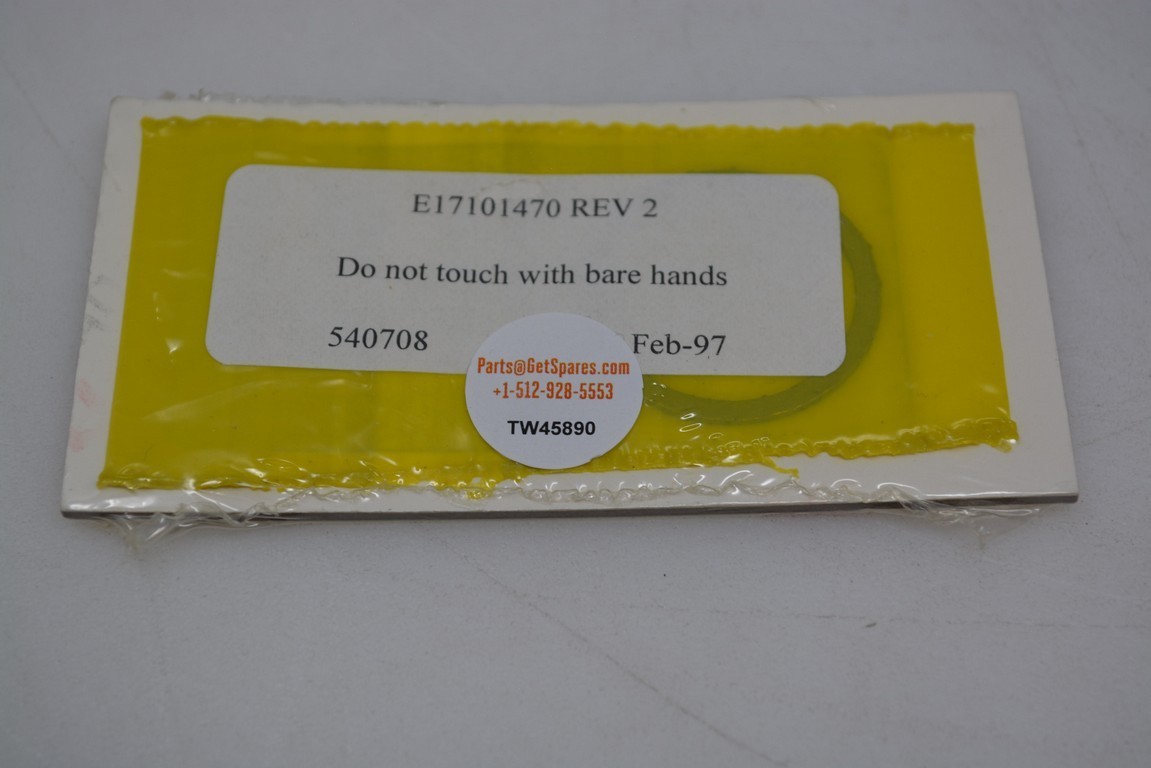 E17101470 REV 2
Do not touch with bare hands
540708 Feb-97
Parts@GetSpares.com
+1-512-928-5553
TW45890